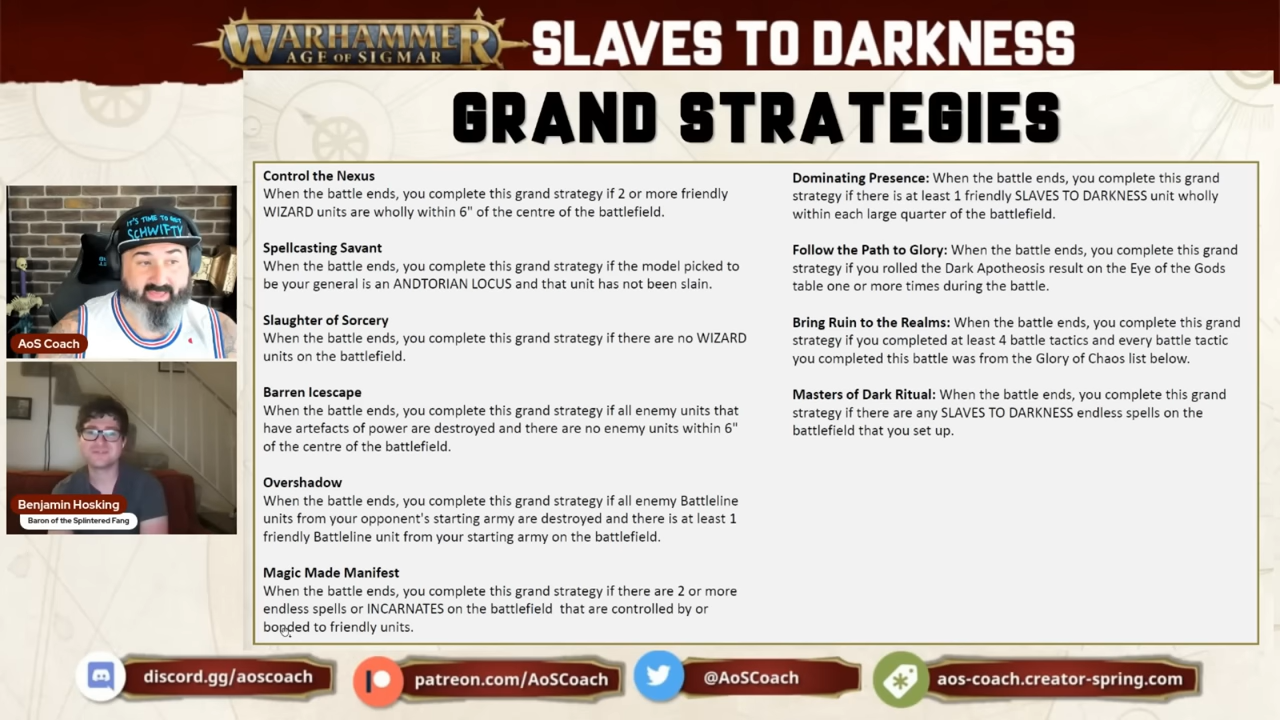 WARHAMMER
AGE OF SIGMAR
SLAVES TO DARKNESS
GRAND STRATEGIES
IT'S TIME TO GET
SCHWIFTY
AoS Coach
Benjamin Hosking
Baron of the Splintered Fang
Control the Nexus
When the battle ends, you complete this grand strategy if 2 or more friendly
WIZARD units are wholly within 6" of the centre of the battlefield.
Spellcasting Savant
When the battle ends, you complete this grand strategy if the model picked to
be your general is an ANDTORIAN LOCUS and that unit has not been slain.
Slaughter of Sorcery
When the battle ends, you complete this grand strategy if there are no WIZARD
units on the battlefield.
Barren Icescape
When the battle ends, you complete this grand strategy if all enemy units that
have artefacts of power are destroyed and there are no enemy units within 6"
of the centre of the battlefield.
Overshadow
When the battle ends, you complete this grand strategy if all enemy Battleline
units from your opponent's starting army are destroyed and there is at least 1
friendly Battleline unit from your starting army on the battlefield.
Magic Made Manifest
When the battle ends, you complete this grand strategy if there are 2 or more
endless spells or INCARNATES on the battlefield that are controlled by or
bonded to friendly units.
Dominating Presence: When the battle ends, you complete this grand
strategy if there is at least 1 friendly SLAVES TO DARKNESS unit wholly
within each large quarter of the battlefield.
Follow the Path to Glory: When the battle ends, you complete this grand
strategy if you rolled the Dark Apotheosis result on the Eye of the Gods
table one or more times during the battle.
Bring Ruin to the Realms: When the battle ends, you complete this grand
strategy if you completed at least 4 battle tactics and every battle tactic
you completed this battle was from the Glory of Chaos list below.
Masters of Dark Ritual: When the battle ends, you complete this grand
strategy if there are any SLAVES TO DARKNESS endless spells on the
battlefield that you set up.
discord.gg/aoscoach
patreon.com/AoSCoach
@AoSCoach
aos-coach.creator-spring.com